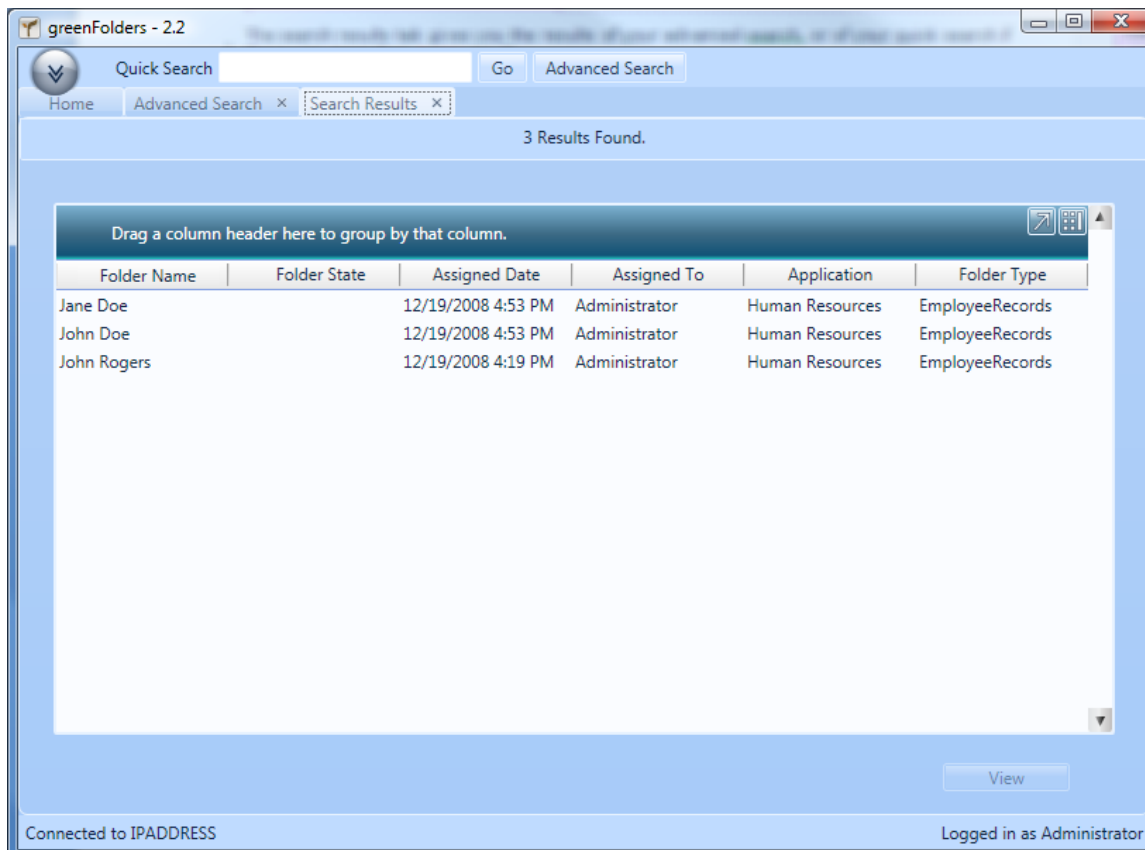 greenFolders - 2.2
Quick Search Go Advanced Search
Home Advanced Search × Search Results ×
3 Results Found.
Drag a column header here to group by that column.
Folder Name Folder State Assigned Date Assigned To Application Folder Type
Jane Doe 12/19/2008 4:53 PM Administrator Human Resources EmployeeRecords
John Doe 12/19/2008 4:53 PM Administrator Human Resources EmployeeRecords
John Rogers 12/19/2008 4:19 PM Administrator Human Resources EmployeeRecords
View
Connected to IPADDRESS Logged in as Administrator